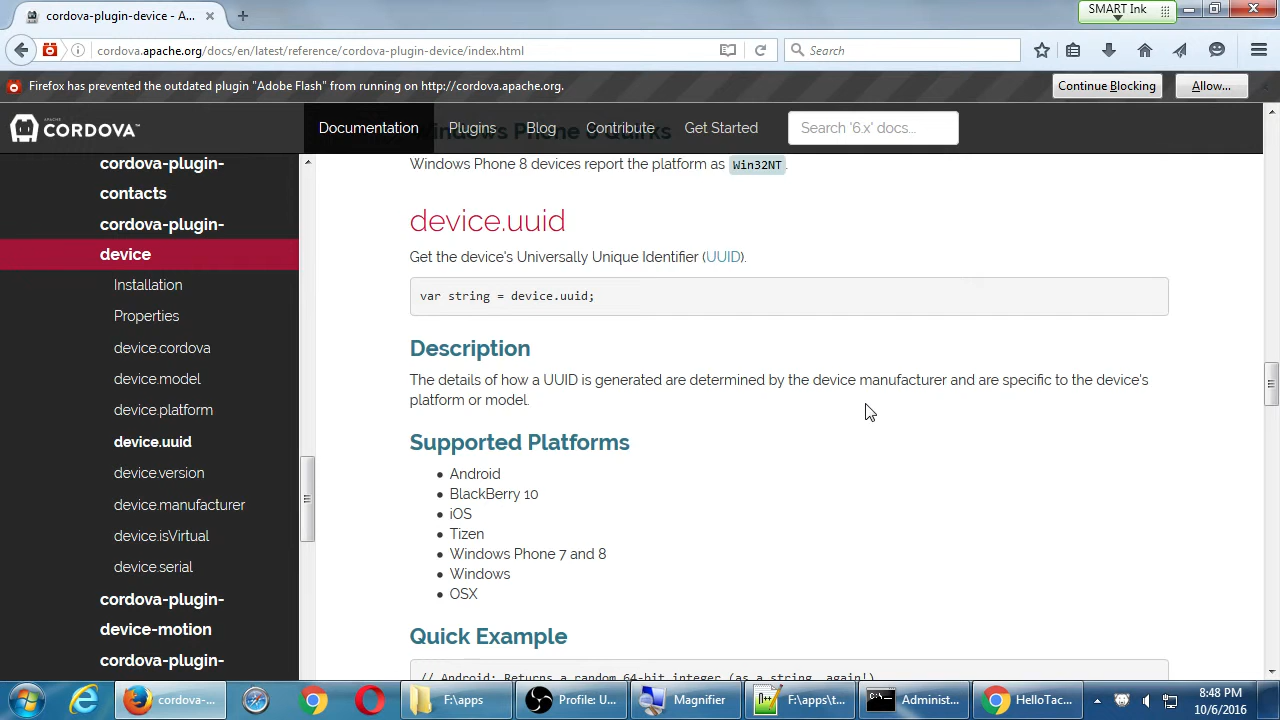 cordova-plugin-device - A...
SMART Ink
cordova.apache.org/docs/en/latest/reference/cordova-plugin-device/index.html
Search
Firefox has prevented the outdated plugin "Adobe Flash" from running on http://cordova.apache.org.
Continue Blocking
Allow...
APACHE
CORDOVA™
Documentation
Plugins
Blog
Contribute
Get Started
Search '6.x' docs...
cordova-plugin-
contacts
cordova-plugin-
device
Installation
Properties
device.cordova
device.model
device.platform
device.uuid
device.version
device.manufacturer
device.isVirtual
device.serial
cordova-plugin-
device-motion
cordova-plugin-
Windows Phone 8 Quirks
Windows Phone 8 devices report the platform as Win32NT.
device.uuid
Get the device's Universally Unique Identifier (UUID).
var string = device.uuid;
Description
The details of how a UUID is generated are determined by the device manufacturer and are specific to the device's
platform or model.
Supported Platforms
Android
BlackBerry 10
iOS
Tizen
Windows Phone 7 and 8
Windows
OSX
Quick Example
// Android: Returns a random 64-bit integer (as a string, again!)
cordova-...
F:\apps
Profile: U...
Magnifier
F:\apps\t...
Administ...
HelloTac...
8:48 PM
10/6/2016